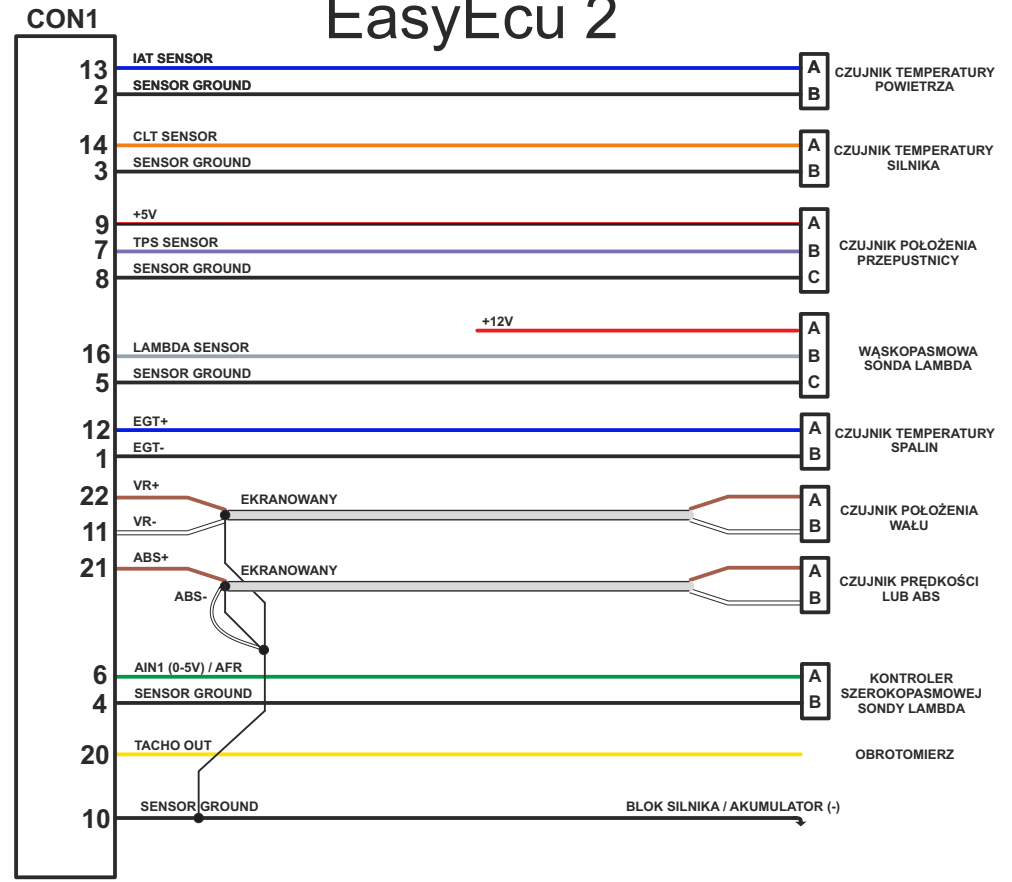 EasyEcu 2
CON1
13 IAT SENSOR A
2 SENSOR GROUND B
CZUJNIK TEMPERATURY
POWIETRZA
14 CLT SENSOR A
3 SENSOR GROUND B
CZUJNIK TEMPERATURY
SILNIKA
9 +5V A
7 TPS SENSOR B
8 SENSOR GROUND C
CZUJNIK POŁOŻENIA
PRZEPUSTNICY
+12V A
16 LAMBDA SENSOR B
5 SENSOR GROUND C
WĄSKOPASMOWA
SONDA LAMBDA
12 EGT+ A
1 EGT- B
CZUJNIK TEMPERATURY
SPALIN
22 VR+ EKRANOWANY A
11 VR- B
CZUJNIK POŁOŻENIA
WAŁU
21 ABS+ EKRANOWANY A
ABS- B
CZUJNIK PRĘDKOŚCI
LUB ABS
6 AIN1 (0-5V) / AFR A
4 SENSOR GROUND B
KONTROLER
SZEROKOPASMOWEJ
SONDY LAMBDA
20 TACHO OUT OBROTOMIERZ
10 SENSOR GROUND BLOK SILNIKA / AKUMULATOR (-)